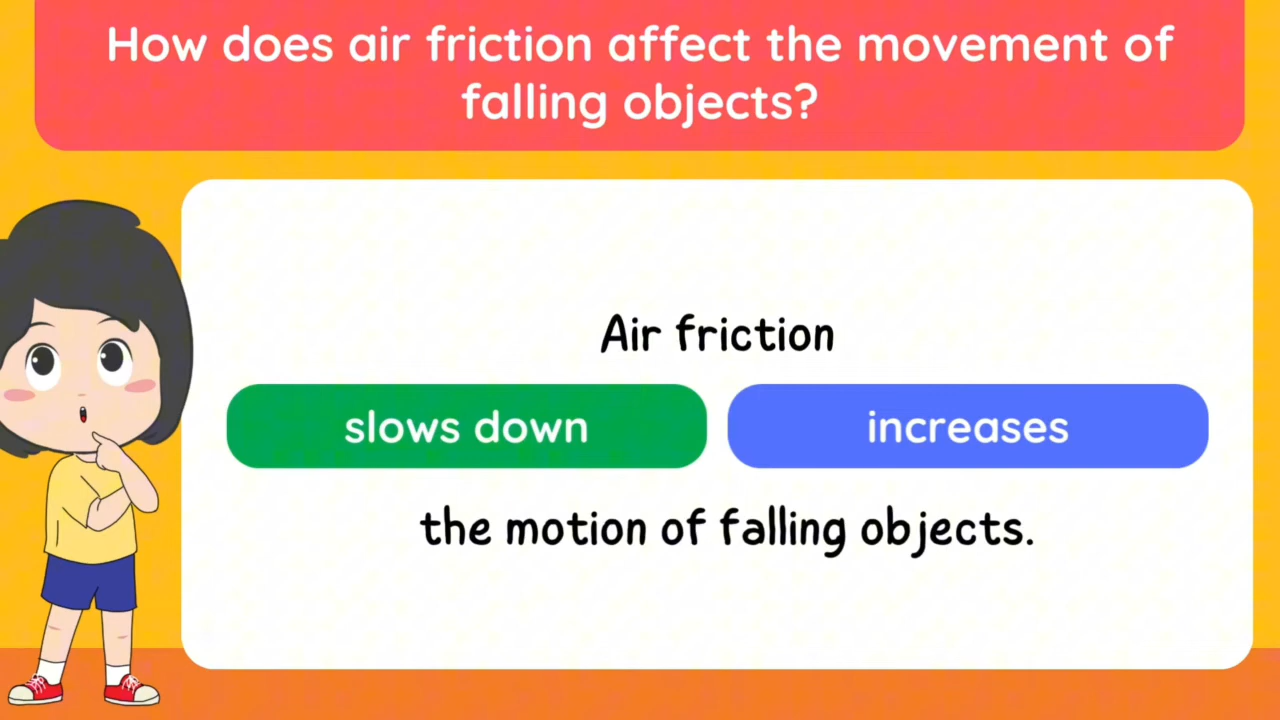 How does air friction affect the movement of
falling objects?
Air friction
slows down increases
the motion of falling objects.